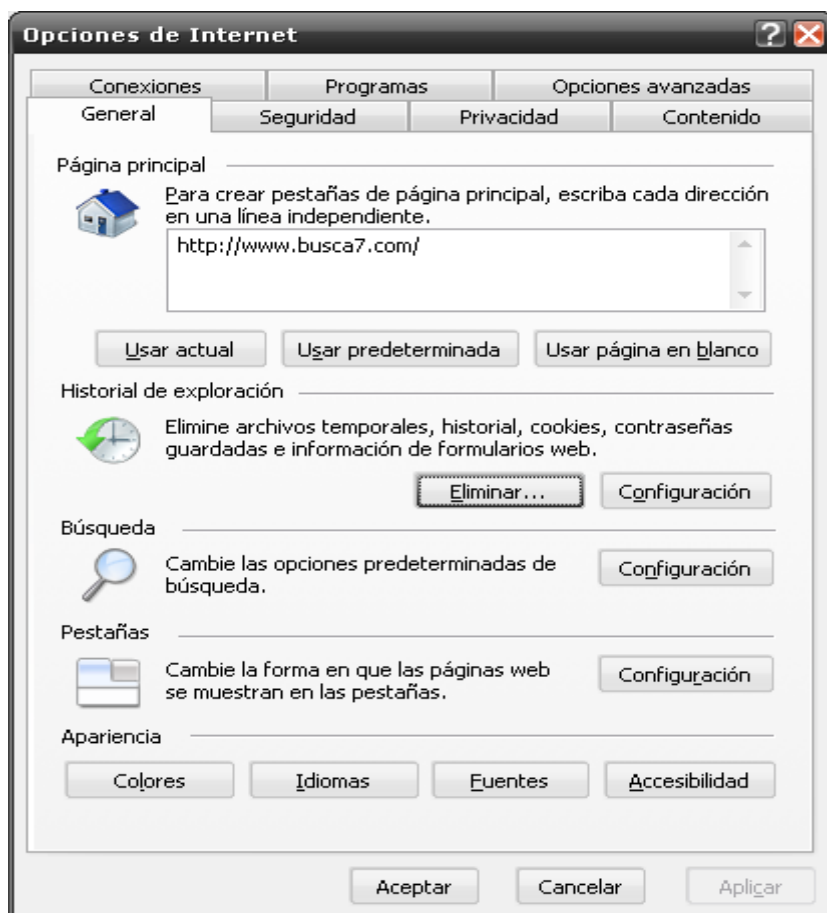 Opciones de Internet
Conexiones Programas Opciones avanzadas
General Seguridad Privacidad Contenido
Página principal
Para crear pestañas de página principal, escriba cada dirección
en una línea independiente.
http://www.busca7.com/
Usar actual Usar predeterminada Usar página en blanco
Historial de exploración
Elimine archivos temporales, historial, cookies, contraseñas
guardadas e información de formularios web.
Eliminar... Configuración
Búsqueda
Cambie las opciones predeterminadas de
búsqueda.
Configuración
Pestañas
Cambie la forma en que las páginas web
se muestran en las pestañas.
Configuración
Apariencia
Colores Idiomas Fuentes Accesibilidad
Aceptar Cancelar Aplicar